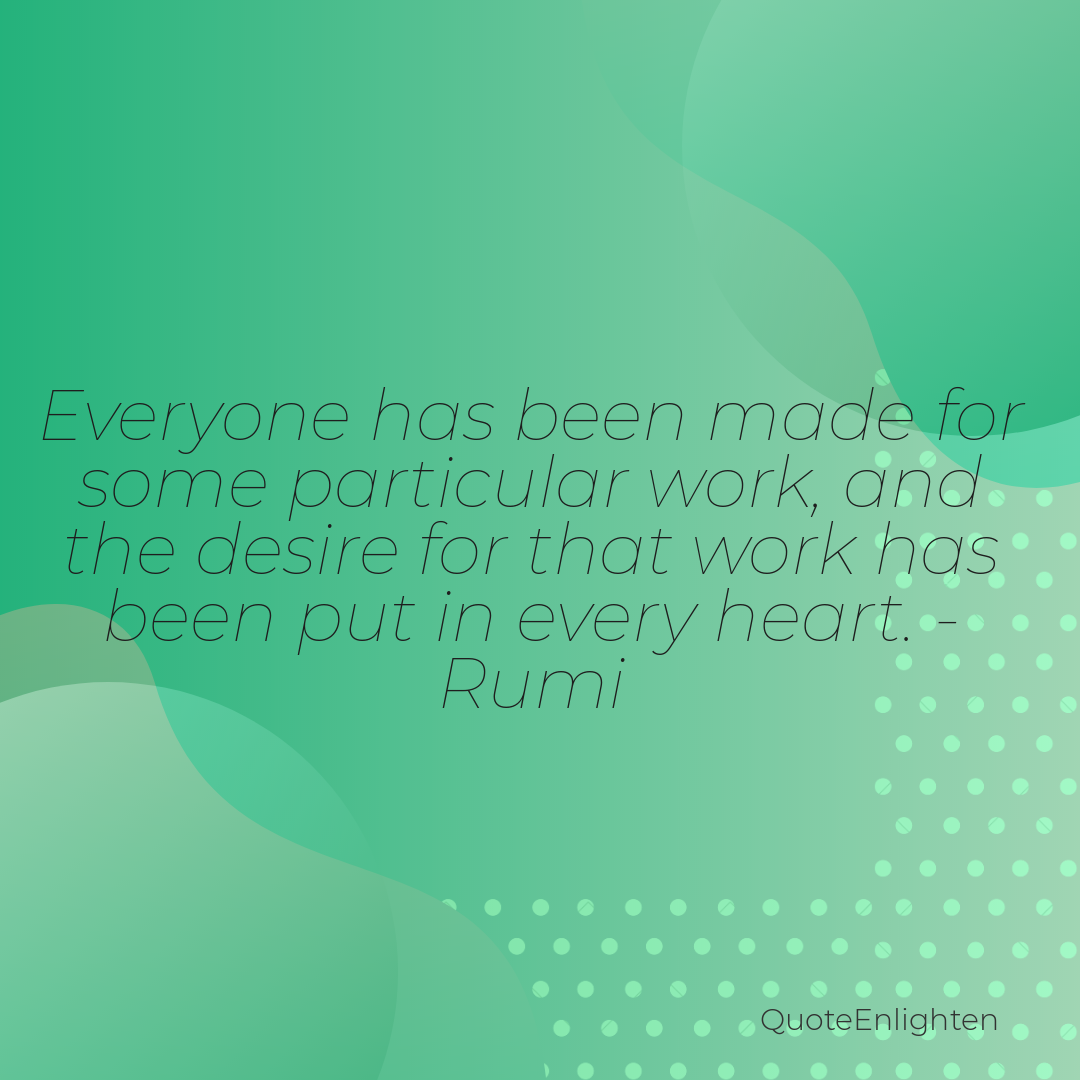 Everyone has been made for
some particular work, and
the desire for that work has
been put in every heart. -
Rumi
QuoteEnlighten